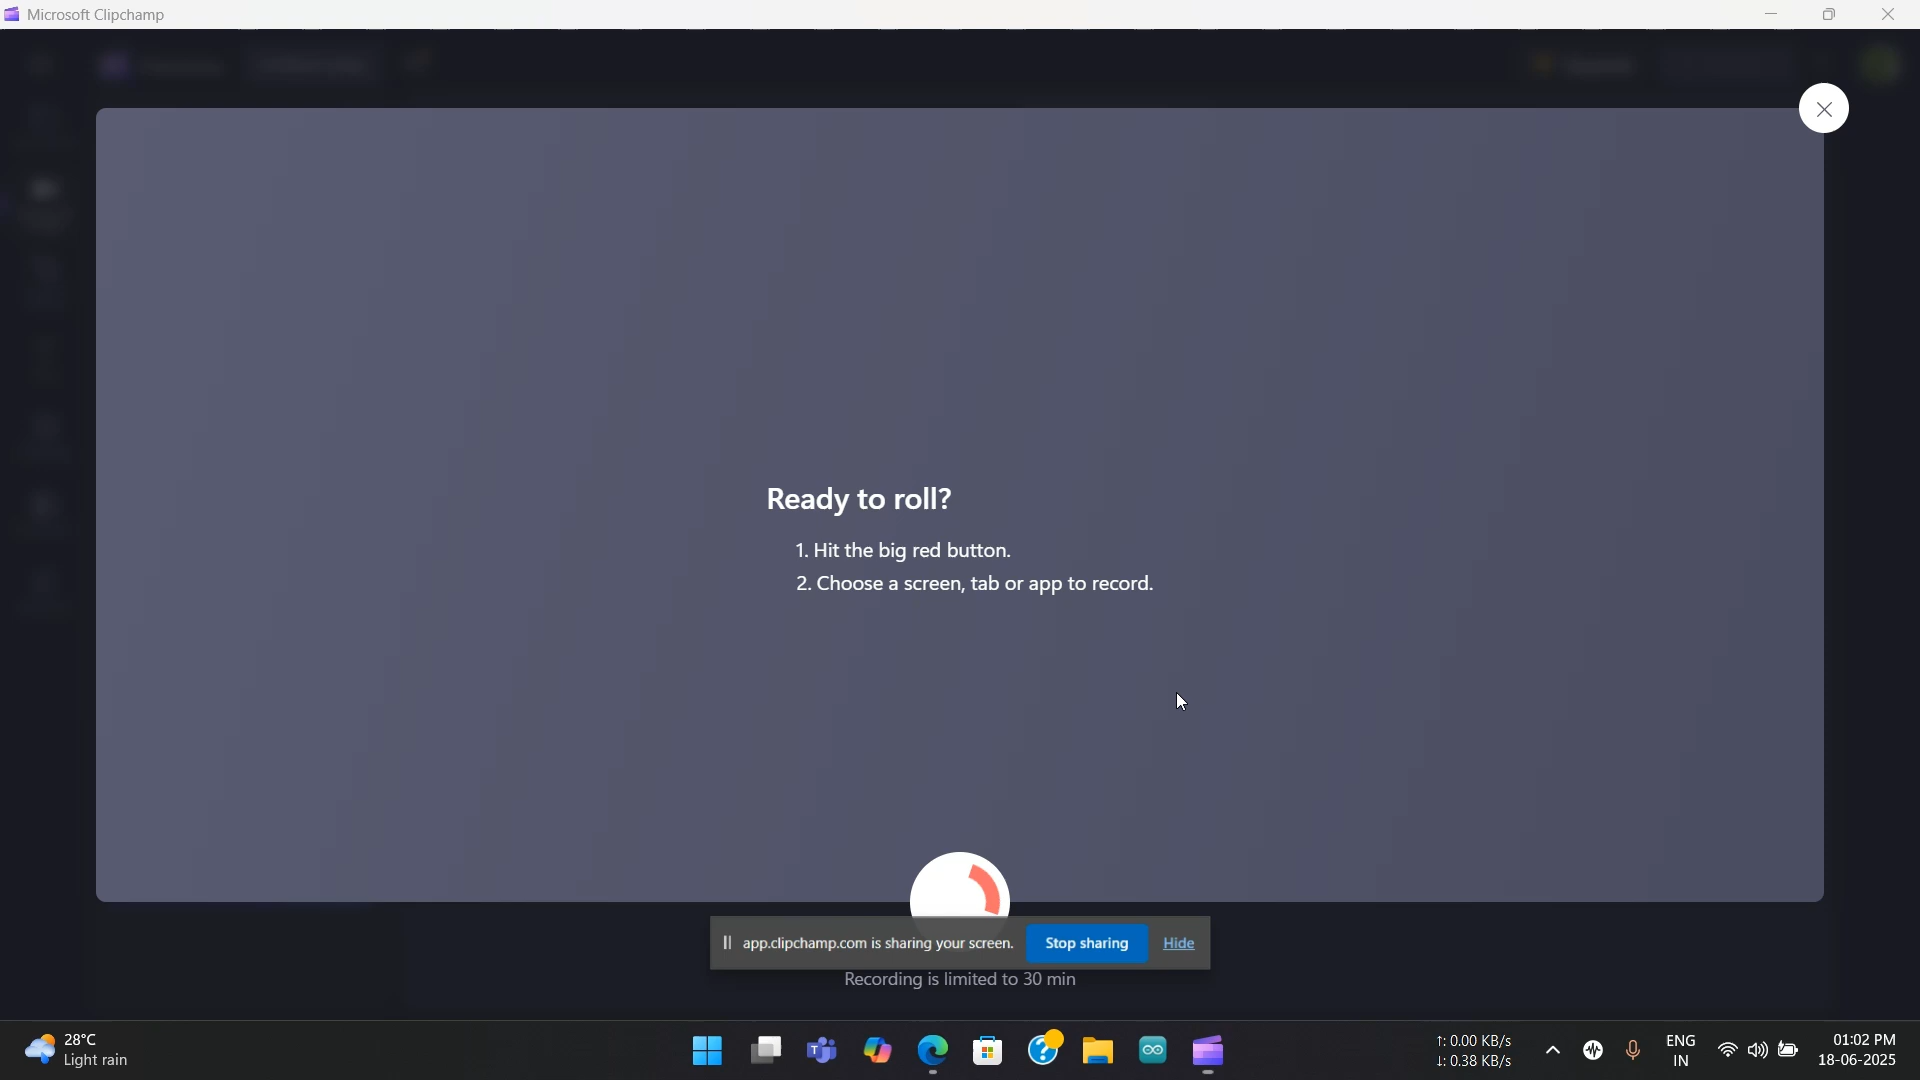 Microsoft Clipchamp
Ready to roll?
1. Hit the big red button.
2. Choose a screen, tab or app to record.
app.clipchamp.com is sharing your screen.
Stop sharing
Hide
Recording is limited to 30 min
28°C
Light rain
↑: 0.00 KB/s
↓: 0.38 KB/s
ENG
IN
01:02 PM
18-06-2025